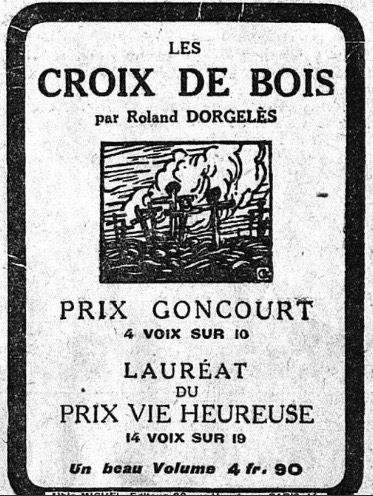 LES
CROIX DE BOIS
par Roland DORGELÈS
PRIX GONCOURT
4 VOIX SUR 10
LAURÉAT
DU
PRIX VIE HEUREUSE
14 VOIX SUR 19
Un beau Volume 4 fr. 90